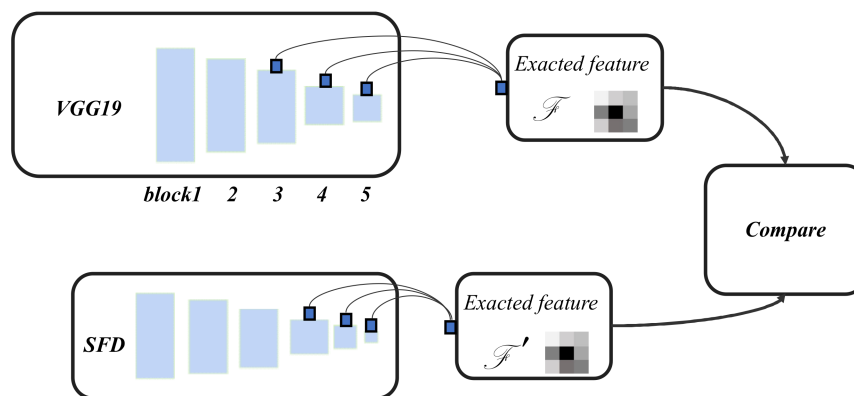 Exacted feature
VGG19
ℱ
block1 2 3 4 5
Compare
Exacted feature
SFD
ℱ'